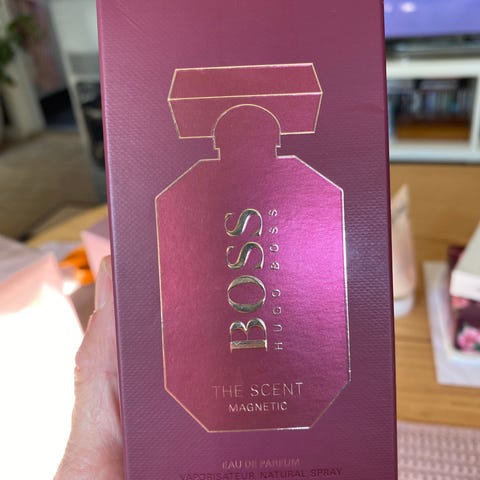 BOSS
HUGO BOSS
THE SCENT
MAGNETIC
EAU DE PARFUM
VAPORISATEUR NATURAL SPRAY